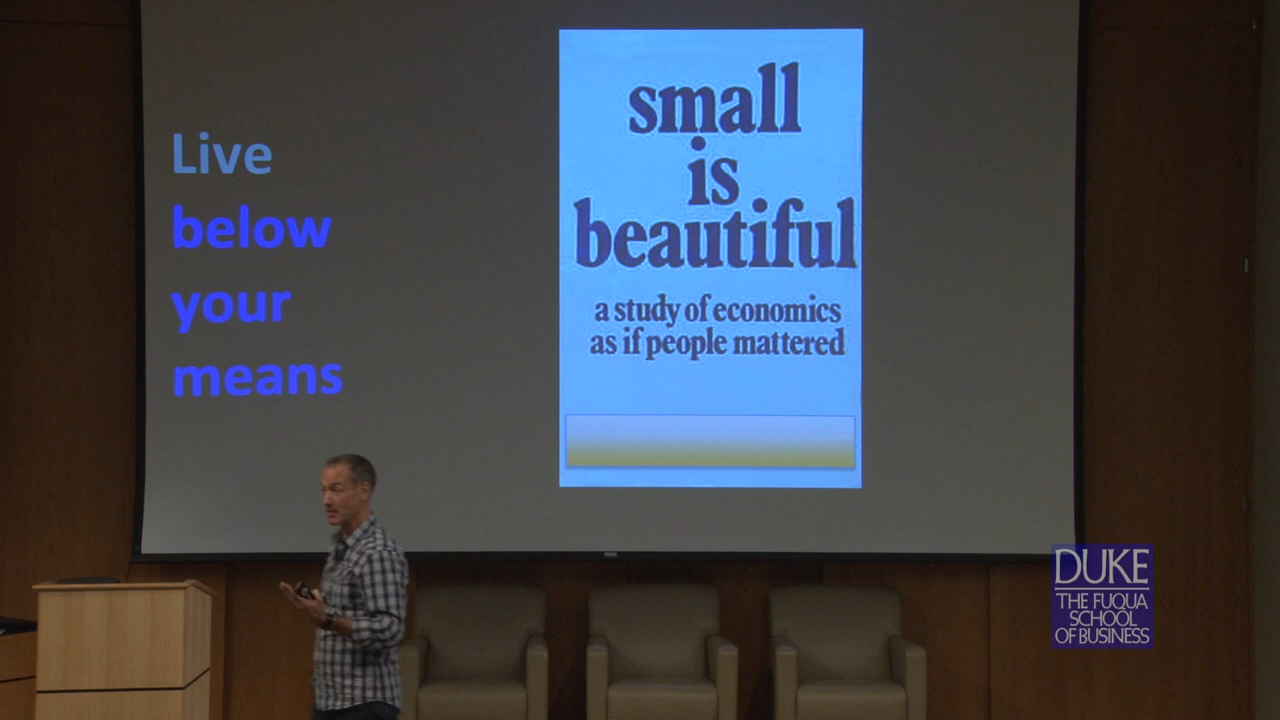 Live
below
your
means
small
is
beautiful
a study of economics
as if people mattered
DUKE
THE FUQUA
SCHOOL
OF BUSINESS